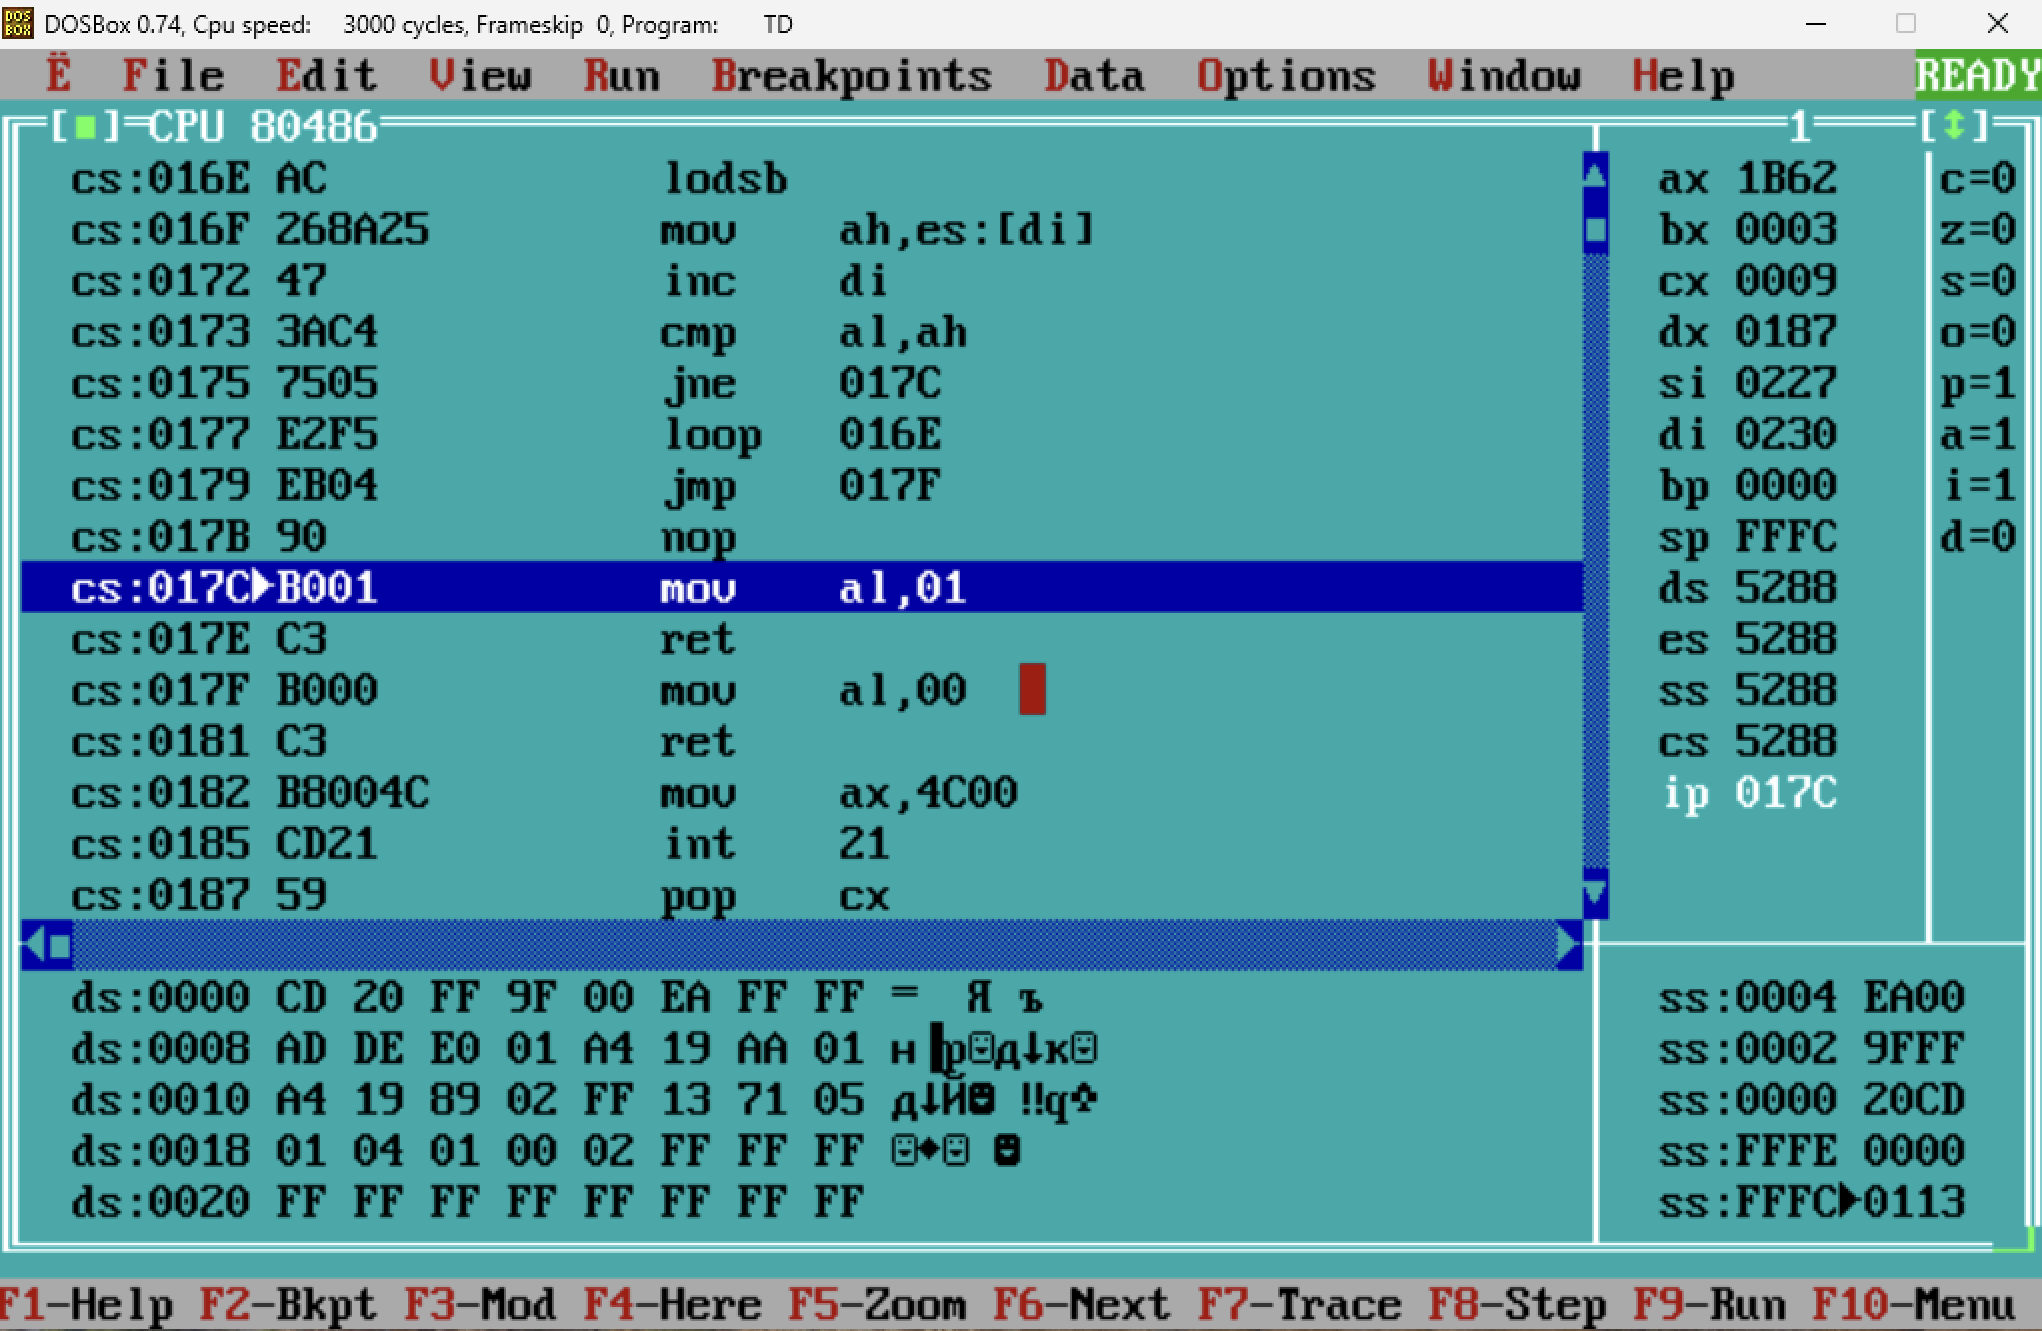 DOSBox 0.74, Cpu speed: 3000 cycles, Frameskip 0, Program: TD
Ё File Edit View Run Breakpoints Data Options Window Help READY
[■]=CPU 80486 1 [↕]
cs:016E AC lodsb
cs:016F 268A25 mov ah,es:[di]
cs:0172 47 inc di
cs:0173 3AC4 cmp al,ah
cs:0175 7505 jne 017C
cs:0177 E2F5 loop 016E
cs:0179 EB04 jmp 017F
cs:017B 90 nop
cs:017C►B001 mov al,01
cs:017E C3 ret
cs:017F B000 mov al,00
cs:0181 C3 ret
cs:0182 B8004C mov ax,4C00
cs:0185 CD21 int 21
cs:0187 59 pop cx
ax 1B62 c=0
bx 0003 z=0
cx 0009 s=0
dx 0187 o=0
si 0227 p=1
di 0230 a=1
bp 0000 i=1
sp FFFC d=0
ds 5288
es 5288
ss 5288
cs 5288
ip 017C
ds:0000 CD 20 FF 9F 00 EA FF FF = Я ъ
ds:0008 AD DE E0 01 A4 19 AA 01 н ▐р☺д↓к☺
ds:0010 A4 19 89 02 FF 13 71 05 д↓Й☻ ‼q♣
ds:0018 01 04 01 00 02 FF FF FF ☺♦☺ ☻
ds:0020 FF FF FF FF FF FF FF FF
ss:0004 EA00
ss:0002 9FFF
ss:0000 20CD
ss:FFFE 0000
ss:FFFC►0113
F1-Help F2-Bkpt F3-Mod F4-Here F5-Zoom F6-Next F7-Trace F8-Step F9-Run F10-Menu